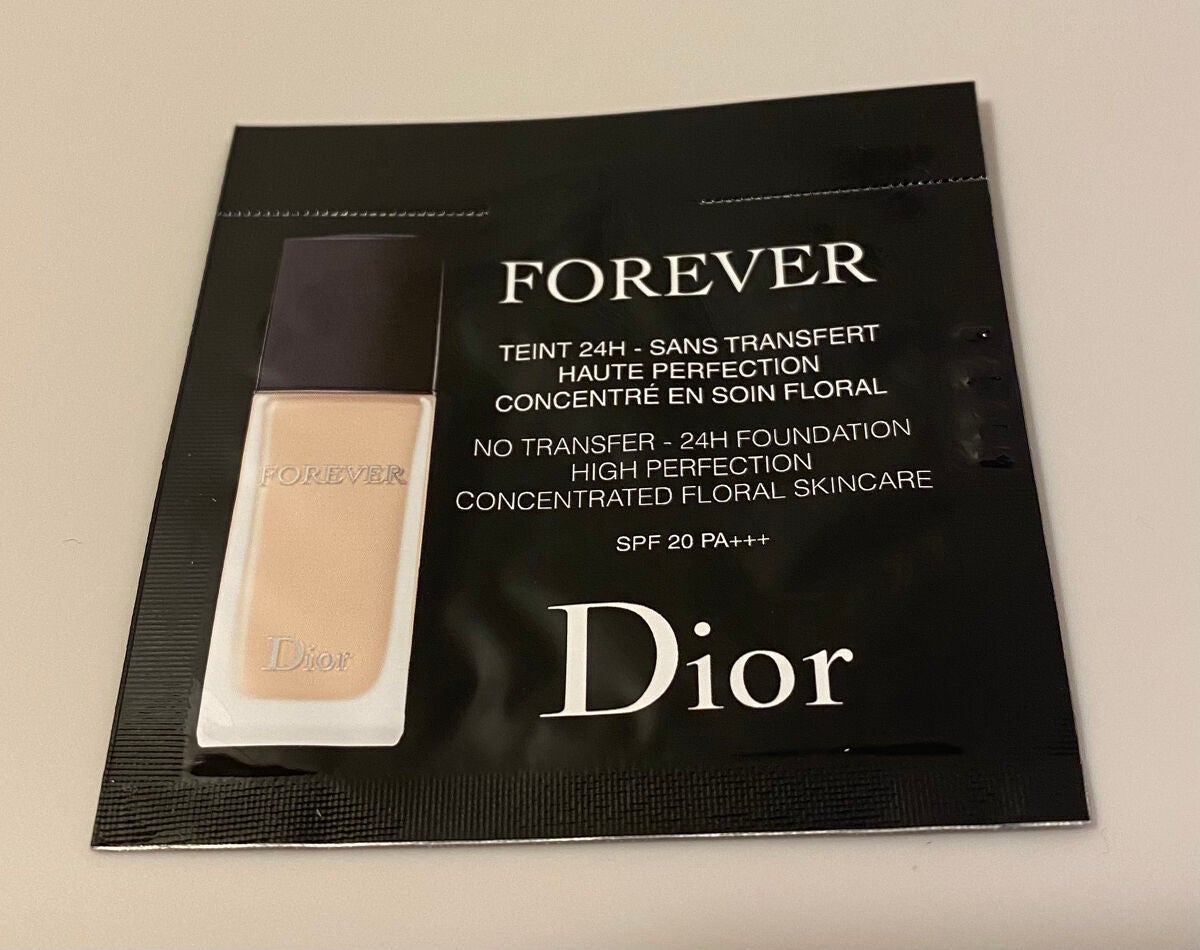 FOREVER
TEINT 24H - SANS TRANSFERT
HAUTE PERFECTION
CONCENTRÉ EN SOIN FLORAL
NO TRANSFER - 24H FOUNDATION
HIGH PERFECTION
CONCENTRATED FLORAL SKINCARE
SPF 20 PA+++
Dior
FOREVER
Dior